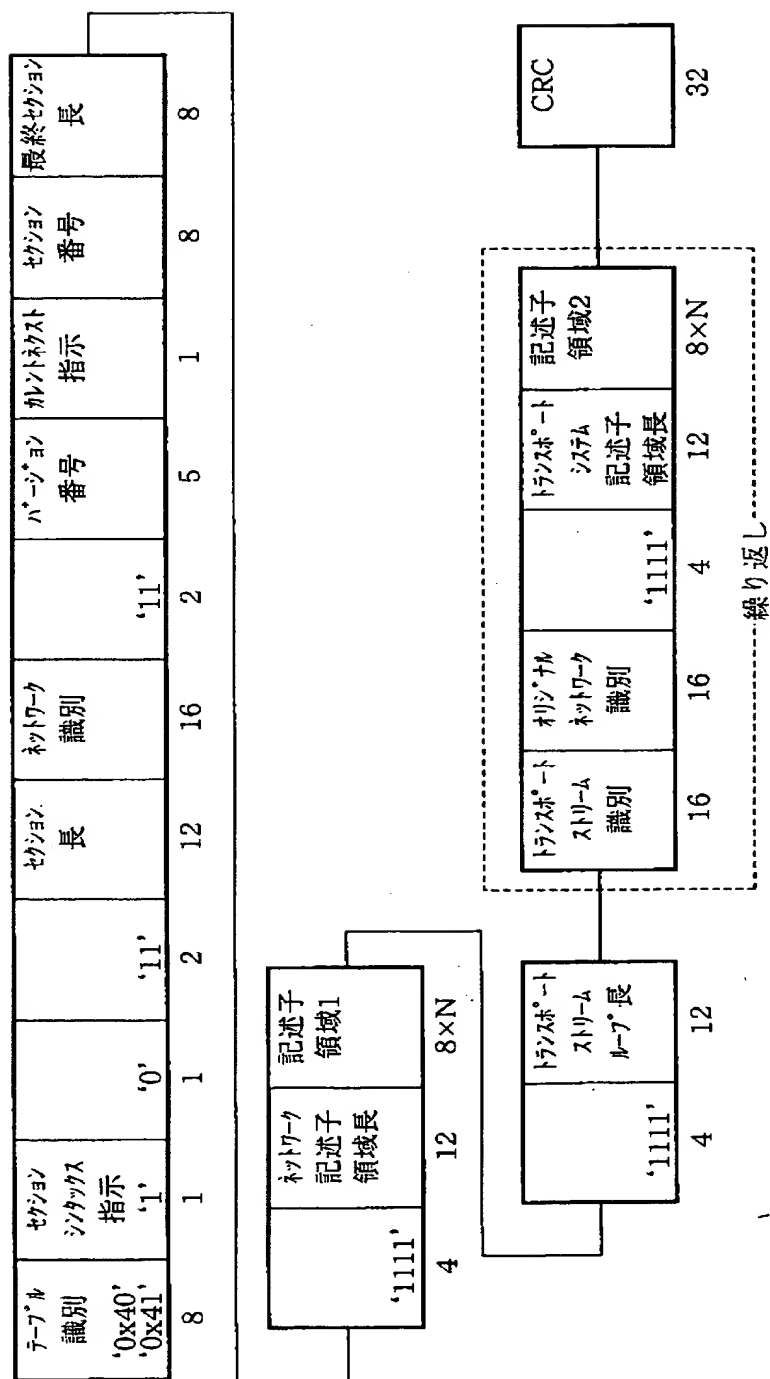 テーブル
識別
'0x40'
'0x41'
8
セクション
シンタックス
指示
'1'
1
'0'
1
'11'
2
セクション
長
12
ネットワーク
識別
16
'11'
2
バージョン
番号
5
カレントネクスト
指示
1
セクション
番号
8
最終セクション
長
8
'1111'
4
ネットワーク
記述子
領域長
12
記述子
領域1
8×N
'1111'
4
トランスポート
ストリーム
ループ長
12
トランスポート
ストリーム
識別
16
オリジナル
ネットワーク
識別
16
'1111'
4
トランスポート
システム
記述子
領域長
12
記述子
領域2
8×N
繰り返し
CRC
32